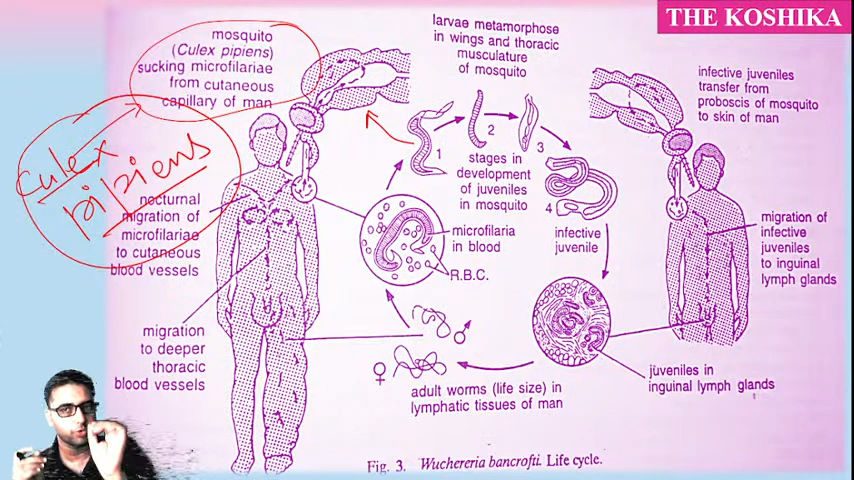 THE KOSHIKA
mosquito
(Culex pipiens)
sucking microfilariae
from cutaneous
capillary of man
larvae metamorphose
in wings and thoracic
musculature
of mosquito
infective juveniles
transfer from
proboscis of mosquito
to skin of man
Culex
pipiens
1
2
3
4
stages in
development
of juveniles
in mosquito
nocturnal
migration of
microfilariae
to cutaneous
blood vessels
microfilaria
in blood
R.B.C.
infective
juvenile
migration of
infective
juveniles
to inguinal
lymph glands
migration
to deeper
thoracic
blood vessels
♂
♀
adult worms (life size) in
lymphatic tissues of man
juveniles in
inguinal lymph glands
Fig. 3. Wuchereria bancrofti. Life cycle.